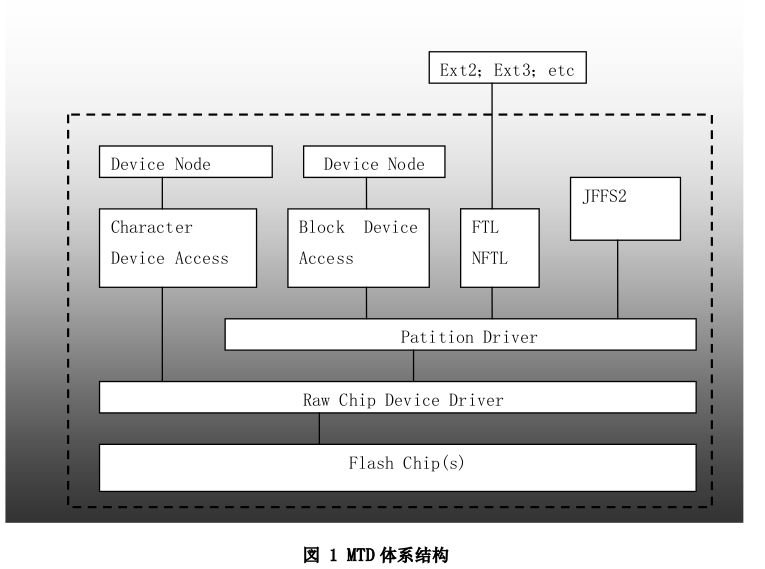 Ext2；Ext3；etc
Device Node
Device Node
Character
Device Access
Block Device
Access
FTL
NFTL
JFFS2
Patition Driver
Raw Chip Device Driver
Flash Chip(s)
图 1 MTD 体系结构